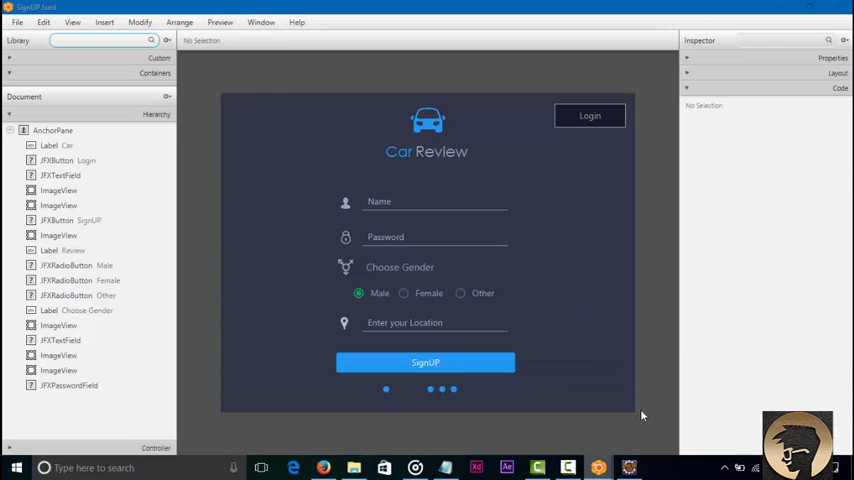 SignUP.fxml
File Edit View Insert Modify Arrange Preview Window Help
Library
No Selection
Inspector
Custom
Properties
Containers
Layout
Document
Code
Hierarchy
No Selection
AnchorPane
Label Car
JFXButton Login
JFXTextField
ImageView
ImageView
JFXButton SignUP
ImageView
Label Review
JFXRadioButton Male
JFXRadioButton Female
JFXRadioButton Other
Label Choose Gender
ImageView
JFXTextField
ImageView
ImageView
JFXPasswordField
Controller
Login
Car Review
Name
Password
Choose Gender
Male Female Other
Enter your Location
SignUP
Type here to search
Xd Ae